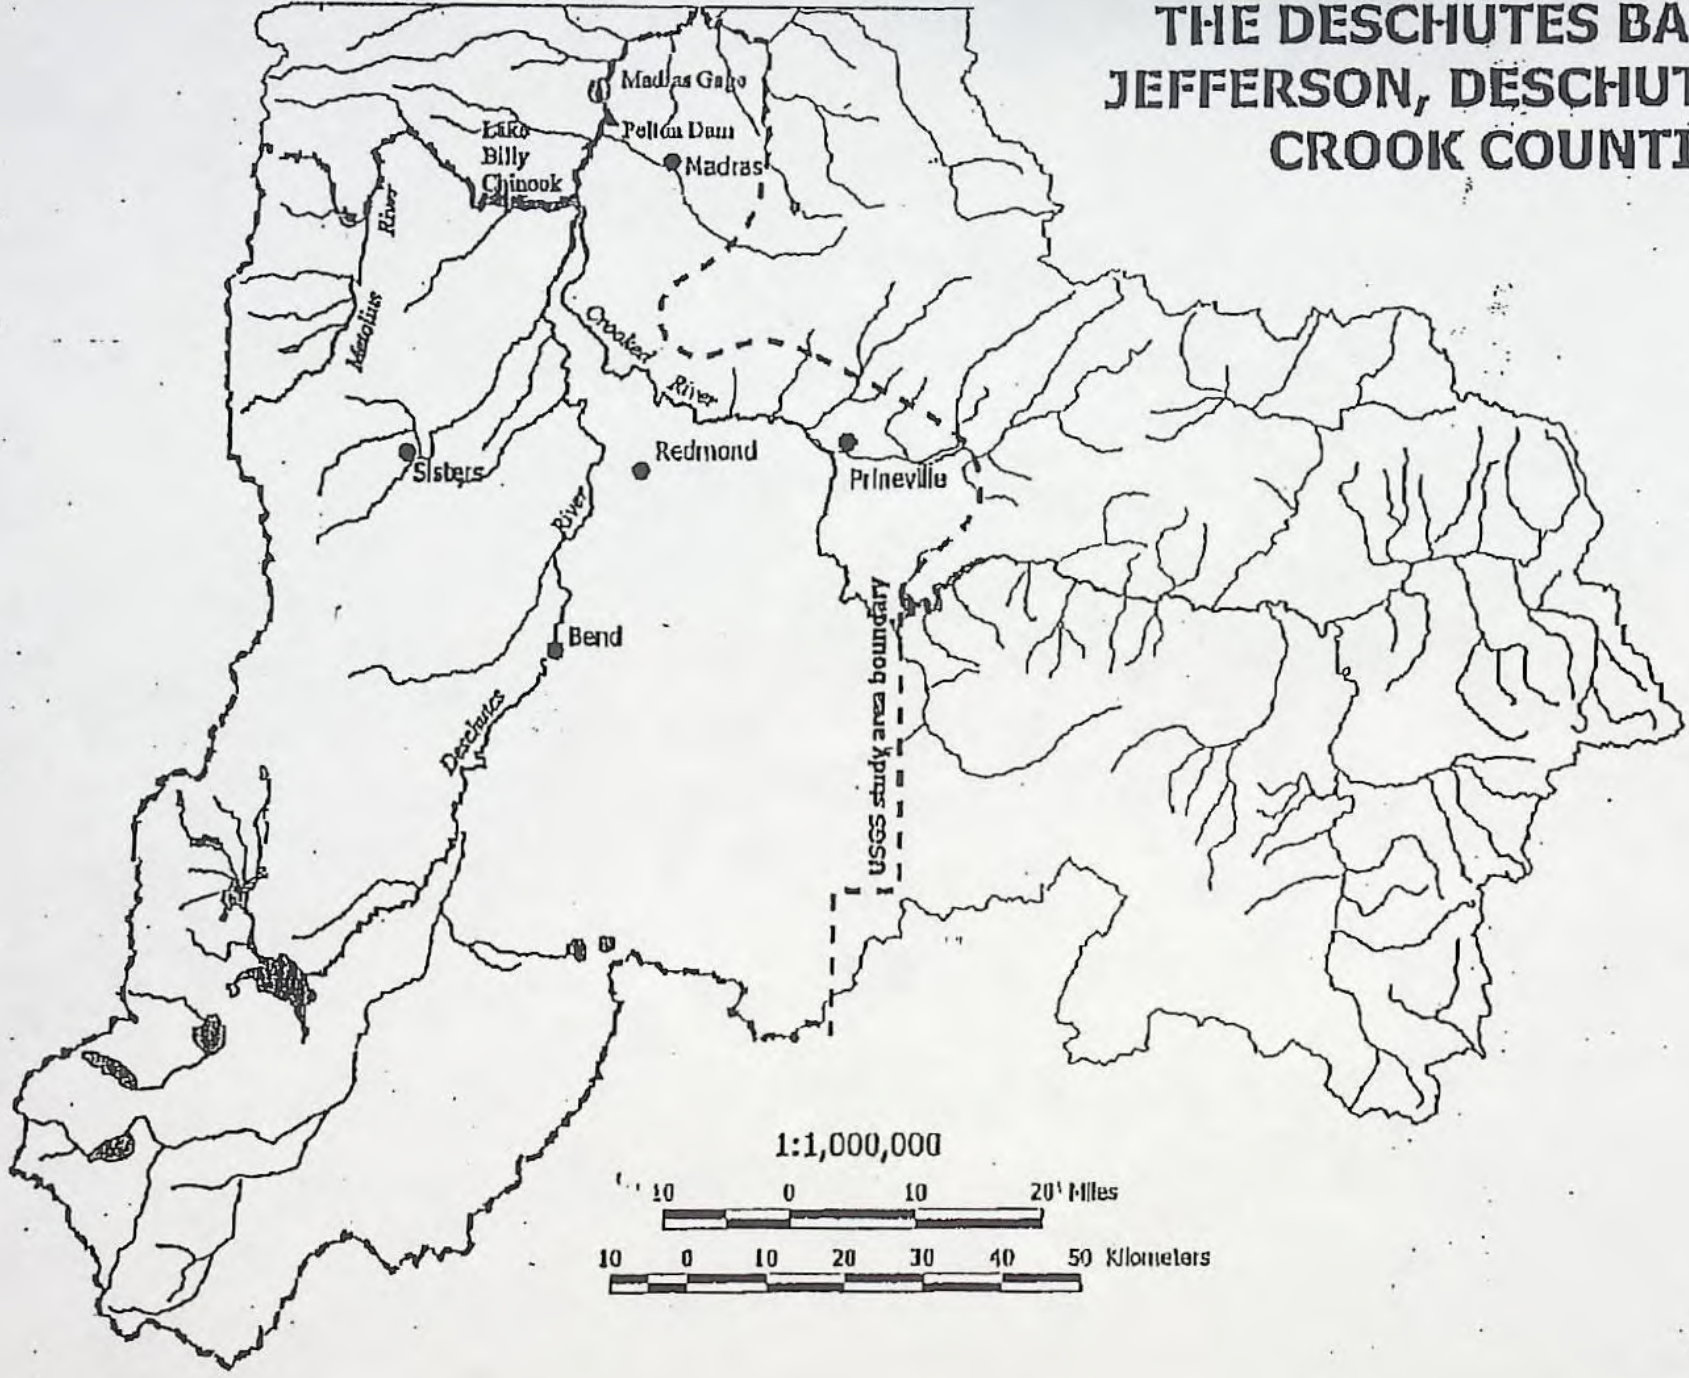 THE DESCHUTES BA
JEFFERSON, DESCHUT
CROOK COUNTI
Madras Gage
Pelton Dam
Lake
Billy
Chinook
Madras
River
Metolius
Crooked
River
Redmond
Sisters
Prineville
River
Bend
Deschutes
USGS study area boundary
1:1,000,000
10 0 10 20 Miles
10 0 10 20 30 40 50 Kilometers